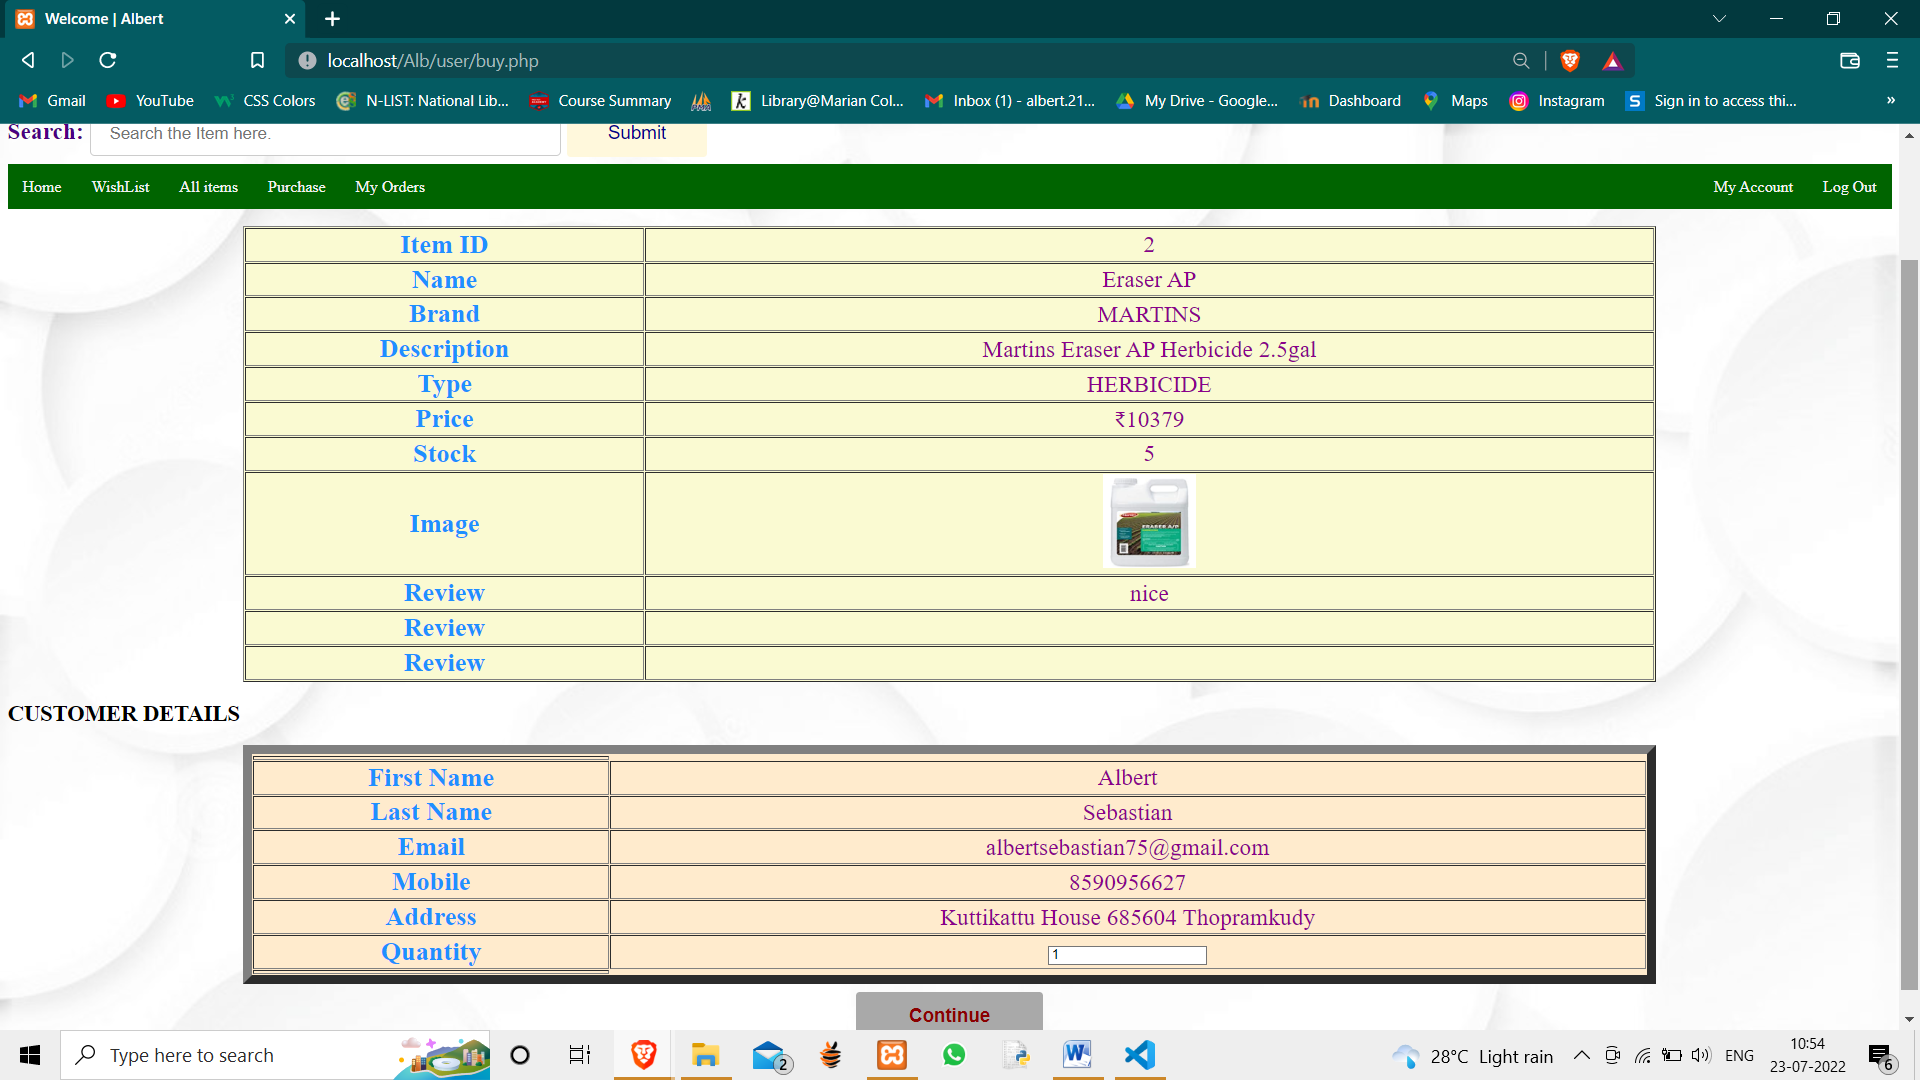 Welcome | Albert
localhost/Alb/user/buy.php
Gmail YouTube CSS Colors N-LIST: National Lib... Course Summary Library@Marian Col... Inbox (1) - albert.21... My Drive - Google... Dashboard Maps Instagram Sign in to access thi... »
Search: Search the Item here. Submit
Home WishList All items Purchase My Orders My Account Log Out
Item ID 2
Name Eraser AP
Brand MARTINS
Description Martins Eraser AP Herbicide 2.5gal
Type HERBICIDE
Price ₹10379
Stock 5
Image
ERASER A/P
Review nice
Review
Review
CUSTOMER DETAILS
First Name Albert
Last Name Sebastian
Email albertsebastian75@gmail.com
Mobile 8590956627
Address Kuttikattu House 685604 Thopramkudy
Quantity 1
Continue
Type here to search 2 28°C Light rain ENG 10:54
23-07-2022 6